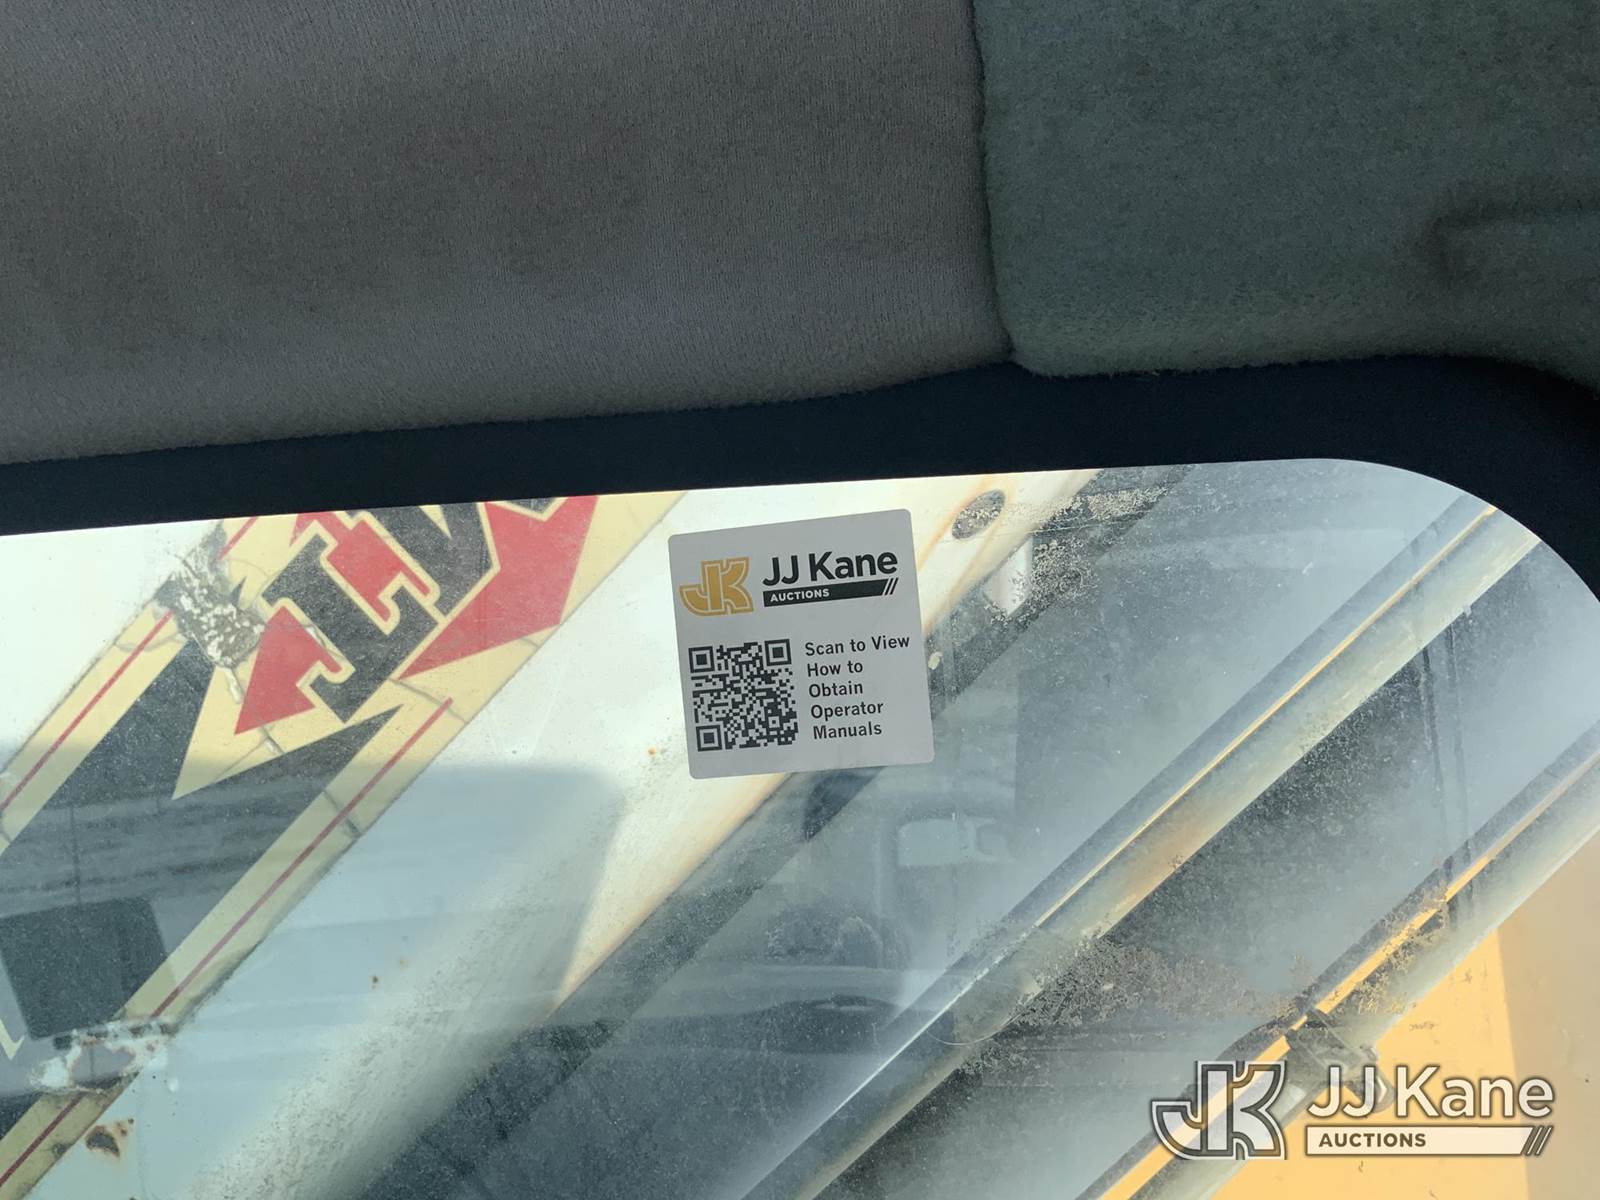 JJ Kane
AUCTIONS
Scan to View
How to
Obtain
Operator
Manuals
JJ Kane
AUCTIONS